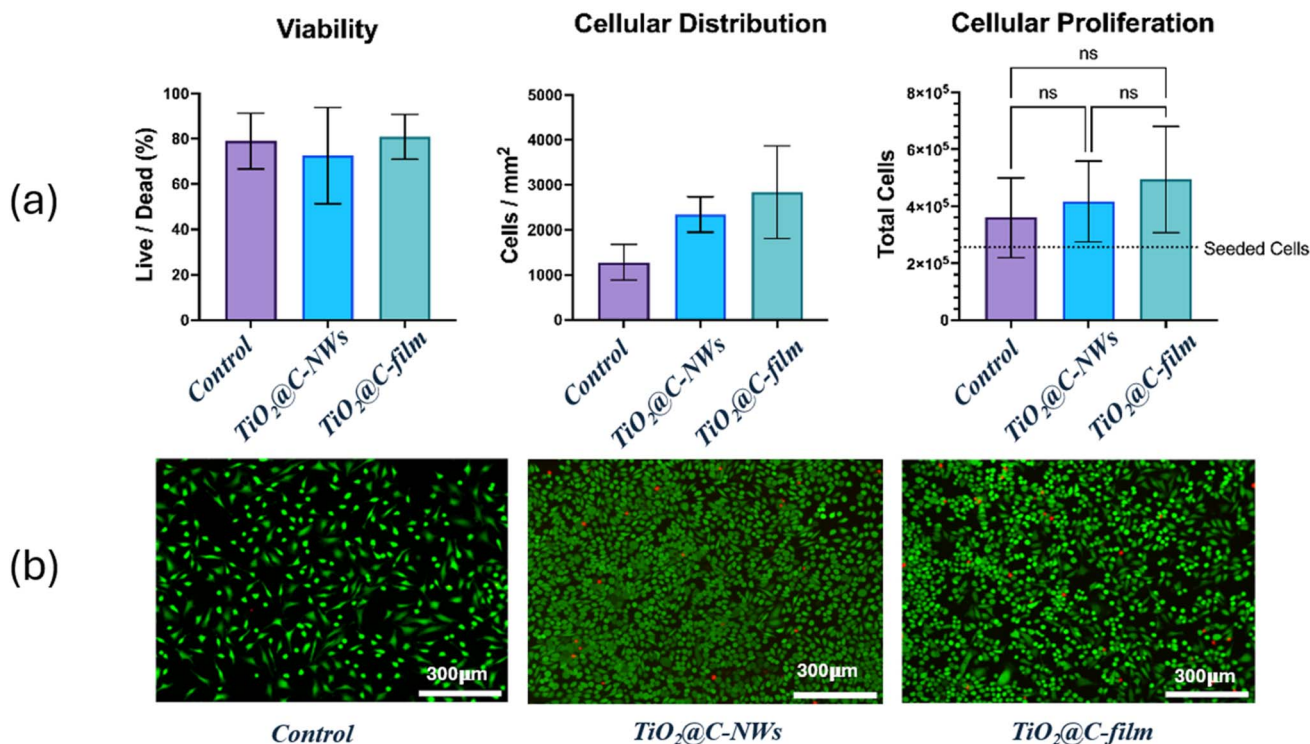 Viability
Cellular Distribution
Cellular Proliferation
(a)
Live / Dead (%)
100
80
60
40
20
0
Control
TiO₂@C-NWs
TiO₂@C-film
Cells / mm²
5000
4000
3000
2000
1000
0
Control
TiO₂@C-NWs
TiO₂@C-film
Total Cells
8×10⁵
6×10⁵
4×10⁵
2×10⁵
0
ns
ns
ns
Seeded Cells
Control
TiO₂@C-NWs
TiO₂@C-film
(b)
300µm
300µm
300µm
Control
TiO₂@C-NWs
TiO₂@C-film